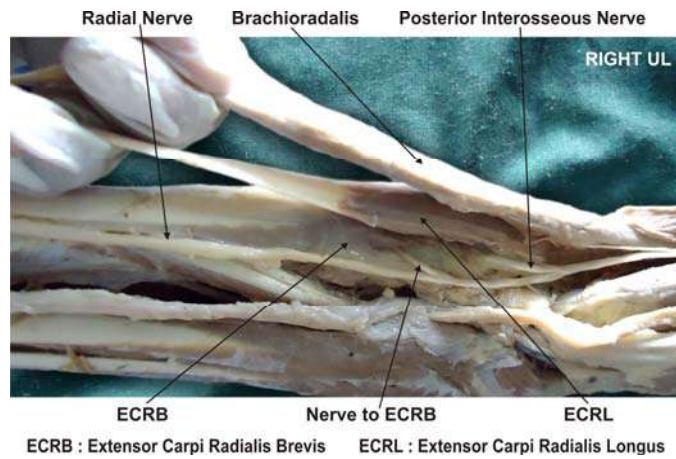 Radial Nerve Brachioradalis Posterior Interosseous Nerve
RIGHT UL
ECRB Nerve to ECRB ECRL
ECRB : Extensor Carpi Radialis Brevis ECRL : Extensor Carpi Radialis Longus